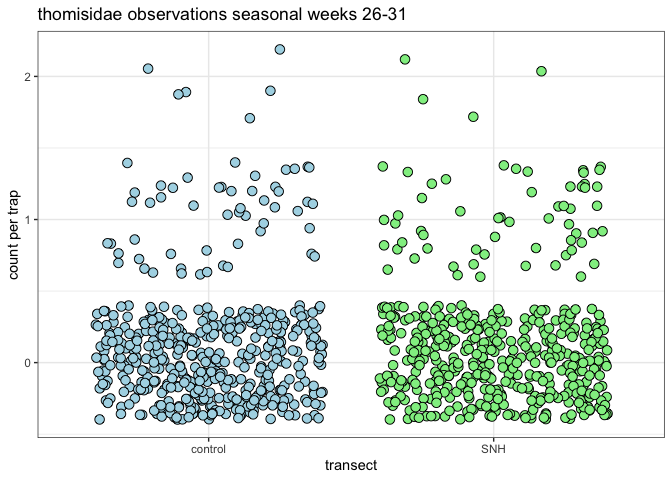 thomisidae observations seasonal weeks 26-31
count per trap
2
1
0
control SNH
transect